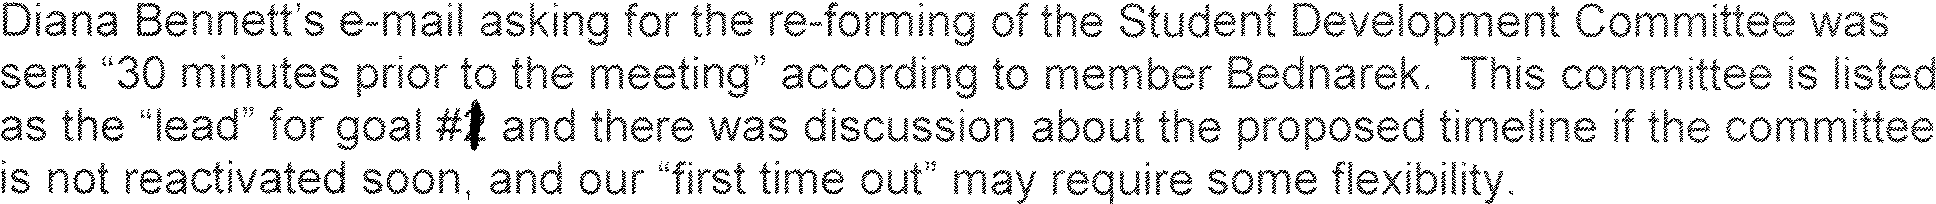 Diana Bennett's e-mail asking for the re-forming of the Student Development Committee was
sent “30 minutes prior to the meeting” according to member Bednarek.  This committee is listed
as the “lead” for goal #1 and there was discussion about the proposed timeline if the committee
is not reactivated soon, and our “first time out” may require some flexibility.